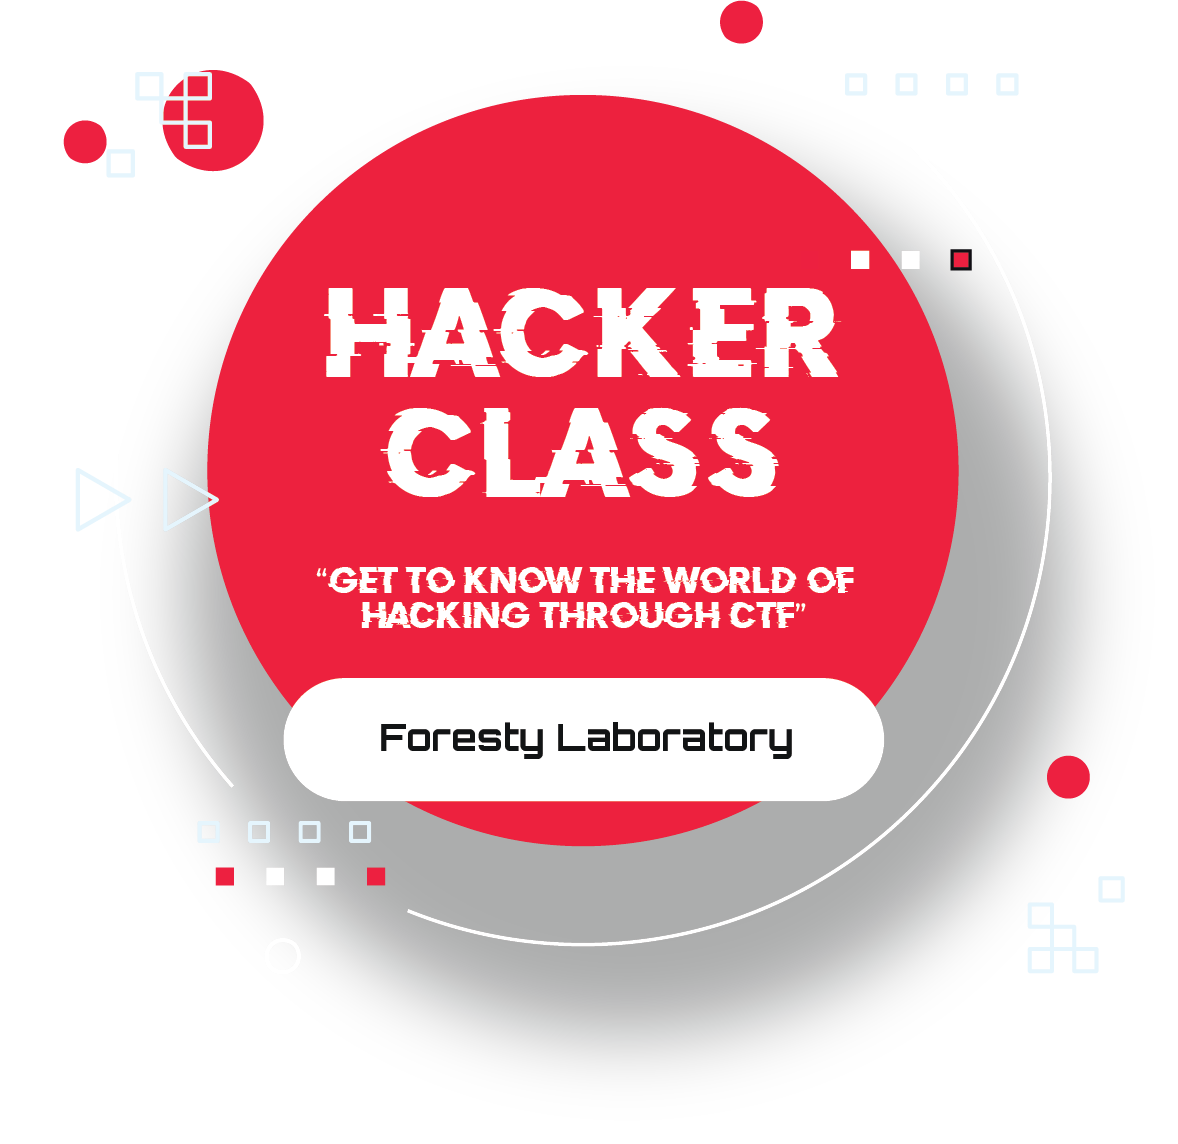 HACKER
CLASS
“GET TO KNOW THE WORLD OF
HACKING THROUGH CTF”
Foresty Laboratory